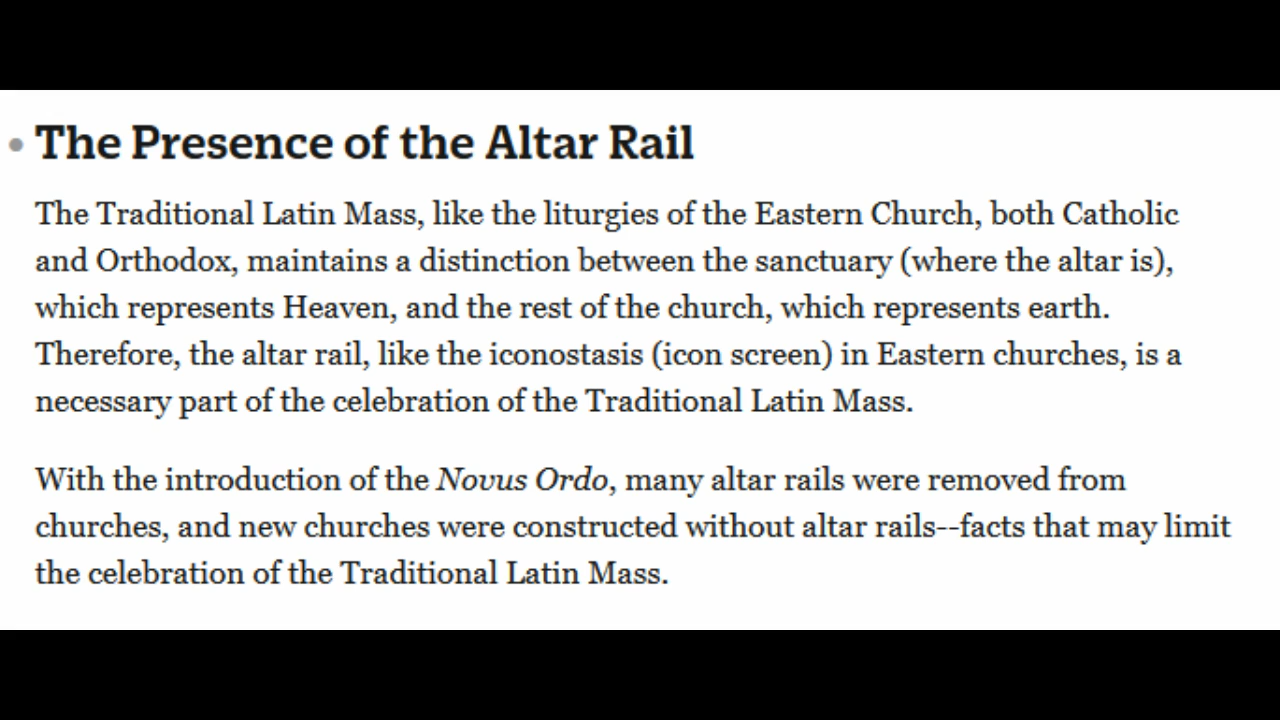 • The Presence of the Altar Rail
The Traditional Latin Mass, like the liturgies of the Eastern Church, both Catholic
and Orthodox, maintains a distinction between the sanctuary (where the altar is),
which represents Heaven, and the rest of the church, which represents earth.
Therefore, the altar rail, like the iconostasis (icon screen) in Eastern churches, is a
necessary part of the celebration of the Traditional Latin Mass.
With the introduction of the Novus Ordo, many altar rails were removed from
churches, and new churches were constructed without altar rails--facts that may limit
the celebration of the Traditional Latin Mass.